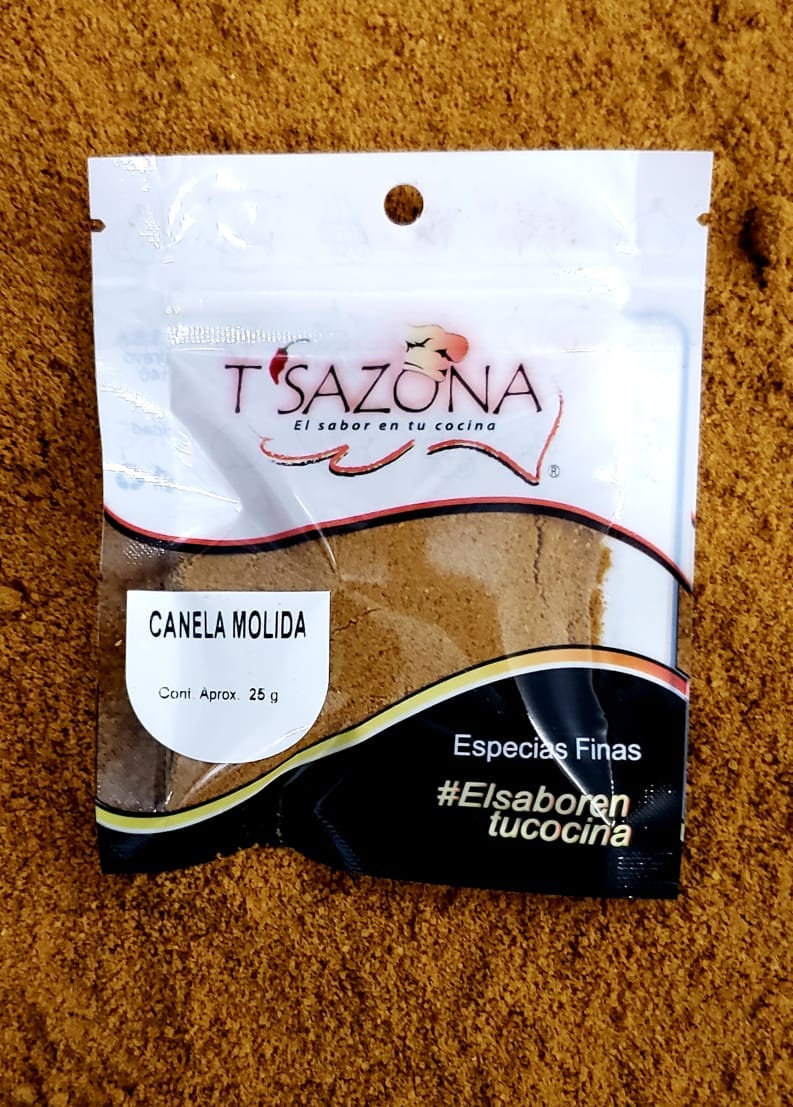 T'SAZONA
El sabor en tu cocina
®
CANELA MOLIDA
Cont. Aprox. 25 g
Especias Finas
#Elsaboren
tucocina